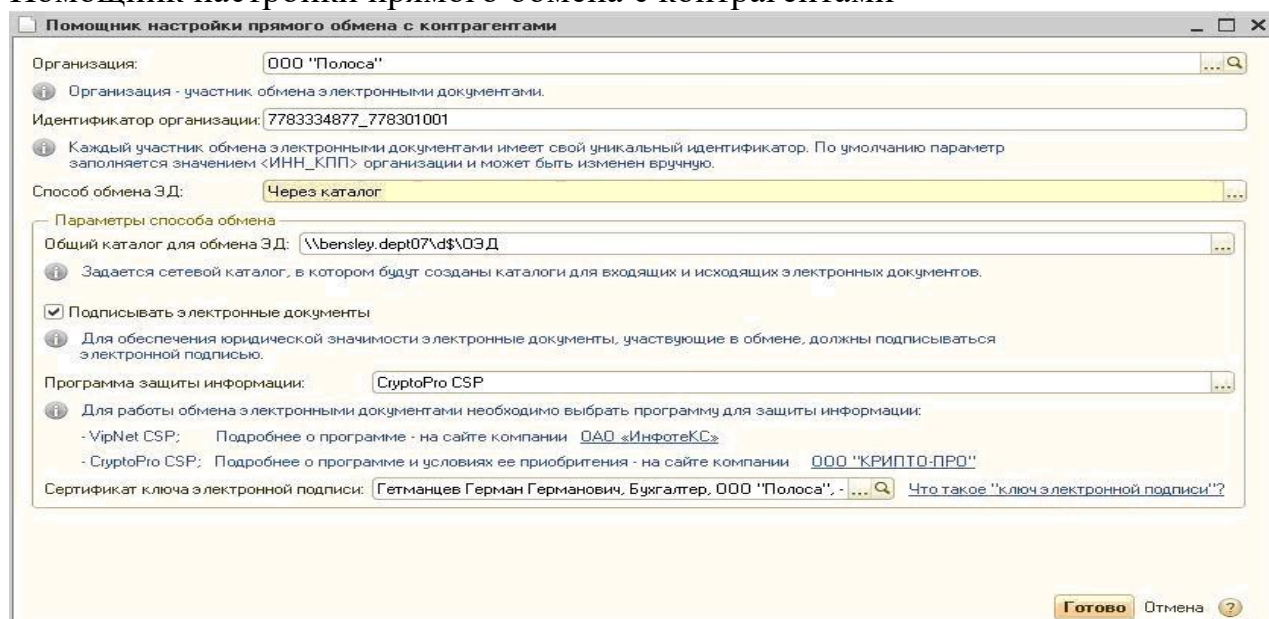 Помощник настройки прямого обмена с контрагентами
Помощник настройки прямого обмена с контрагентами
Организация: ООО "Полоса"
Организация - участник обмена электронными документами.
Идентификатор организации: 7783334877_778301001
Каждый участник обмена электронными документами имеет свой уникальный идентификатор. По умолчанию параметр
заполняется значением <ИНН_КПП> организации и может быть изменен вручную.
Способ обмена ЭД: Через каталог
Параметры способа обмена
Общий каталог для обмена ЭД: \\bensley.dept07\d$\ОЭД
Задается сетевой каталог, в котором будут созданы каталоги для входящих и исходящих электронных документов.
Подписывать электронные документы
Для обеспечения юридической значимости электронные документы, участвующие в обмене, должны подписываться
электронной подписью.
Программа защиты информации: CryptoPro CSP
Для работы обмена электронными документами необходимо выбрать программу для защиты информации:
- VipNet CSP; Подробнее о программе - на сайте компании ОАО «ИнфотеКС»
- CryptoPro CSP; Подробнее о программе и условиях ее приобритения - на сайте компании ООО "КРИПТО-ПРО"
Сертификат ключа электронной подписи: Гетманцев Герман Германович, Бухгалтер, ООО "Полоса", - ... Что такое "ключ электронной подписи"?
Готово Отмена ?